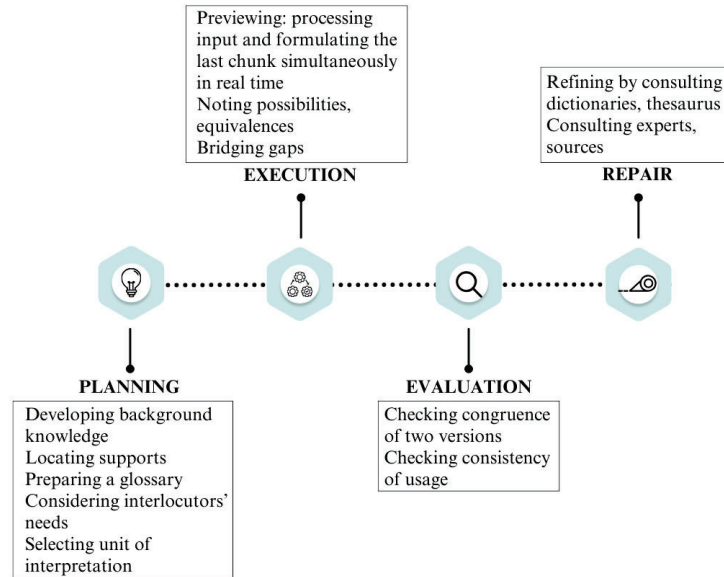 Previewing: processing
input and formulating the
last chunk simultaneously
in real time
Noting possibilities,
equivalences
Bridging gaps
EXECUTION
Refining by consulting
dictionaries, thesaurus
Consulting experts,
sources
REPAIR
PLANNING
Developing background
knowledge
Locating supports
Preparing a glossary
Considering interlocutors'
needs
Selecting unit of
interpretation
EVALUATION
Checking congruence
of two versions
Checking consistency
of usage